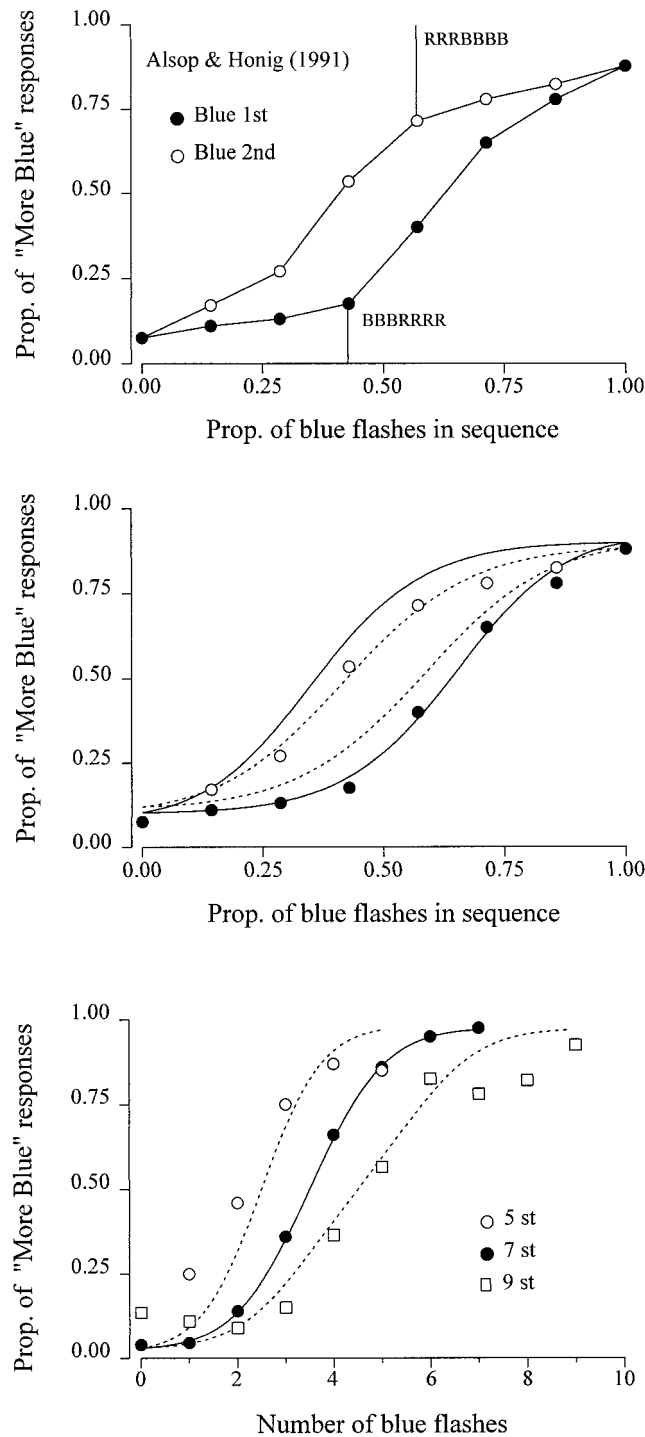 Prop. of "More Blue" responses
1.00
0.75
0.50
0.25
0.00
Alsop & Honig (1991)
Blue 1st
Blue 2nd
RRRBBBB
BBBRRRR
0.00 0.25 0.50 0.75 1.00
Prop. of blue flashes in sequence
Prop. of "More Blue" responses
1.00
0.75
0.50
0.25
0.00
0.00 0.25 0.50 0.75 1.00
Prop. of blue flashes in sequence
Prop. of "More Blue" responses
1.00
0.75
0.50
0.25
0.00
5 st
7 st
9 st
0 2 4 6 8 10
Number of blue flashes